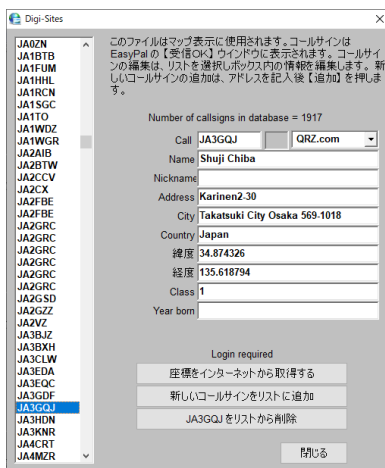 Digi-Sites
JA0ZN
JA1BTB
JA1FUM
JA1HHL
JA1RCN
JA1SGC
JA1TO
JA1WDZ
JA1WGR
JA2AIB
JA2BTW
JA2CCV
JA2CX
JA2FBE
JA2FBE
JA2GRC
JA2GRC
JA2GRC
JA2GRC
JA2GRC
JA2GRC
JA2GSD
JA2GZZ
JA2VZ
JA3BJZ
JA3BXH
JA3CLW
JA3EDA
JA3EQC
JA3GDF
JA3GQJ
JA3HDN
JA3KNR
JA4CRT
JA4MZR
このファイルはマップ表示に使用されます。コールサインは
EasyPalの【受信OK】ウインドウに表示されます。コールサイ
ンの編集は、リストを選択しボックス内の情報を編集します。新
しいコールサインの追加は、アドレスを記入後【追加】を押しま
す。
Number of callsigns in database = 1917
Call JA3GQJ QRZ.com
Name Shuji Chiba
Nickname
Address Karinen2-30
City Takatsuki City Osaka 569-1018
Country Japan
緯度 34.874326
経度 135.618794
Class 1
Year born
Login required
座標をインターネットから取得する
新しいコールサインをリストに追加
JA3GQJをリストから削除
閉じる